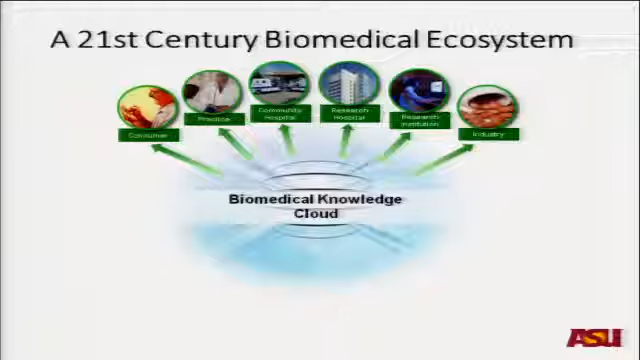 A 21st Century Biomedical Ecosystem
Consumer
Practice
Community
Hospital
Research
Hospital
Research
Institution
Industry
Biomedical Knowledge
Cloud
ASU